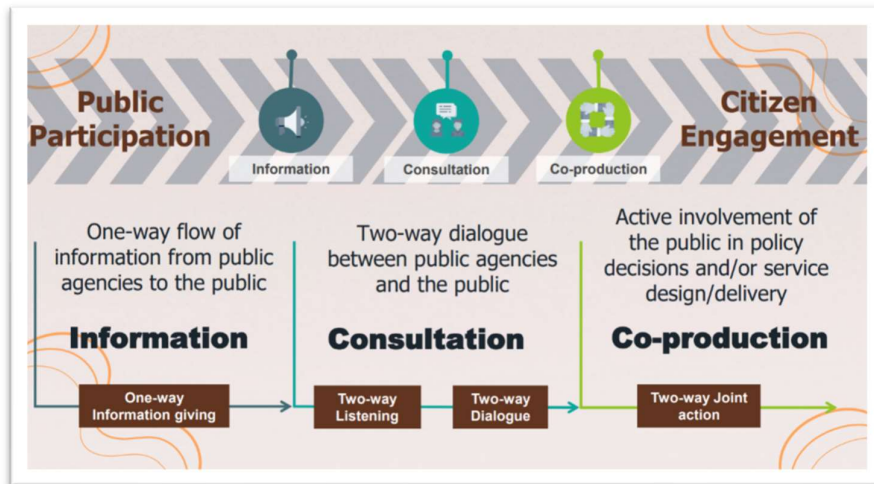 Public
Participation
Citizen
Engagement
Information
Consultation
Co-production
One-way flow of
information from public
agencies to the public
Information
One-way
Information giving
Two-way dialogue
between public agencies
and the public
Consultation
Two-way
Listening
Two-way
Dialogue
Active involvement of
the public in policy
decisions and/or service
design/delivery
Co-production
Two-way Joint
action